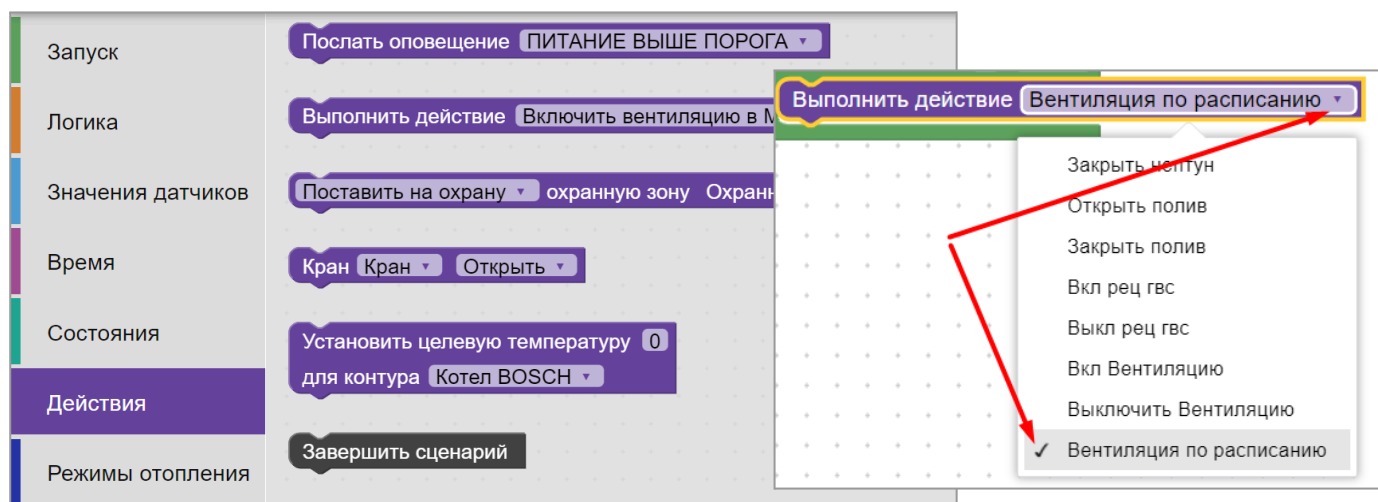 Запуск
Логика
Значения датчиков
Время
Состояния
Действия
Режимы отопления
Послать оповещение ПИТАНИЕ ВЫШЕ ПОРОГА
Выполнить действие Включить вентиляцию в
Поставить на охрану охранную зону
Кран Кран Открыть
Установить целевую температуру 0
для контура Котел BOSCH
Завершить сценарий
Выполнить действие Вентиляция по расписанию
Закрыть нептун
Открыть полив
Закрыть полив
Вкл рец гвс
Выкл рец гвс
Вкл Вентиляцию
Выключить Вентиляцию
✓ Вентиляция по расписанию